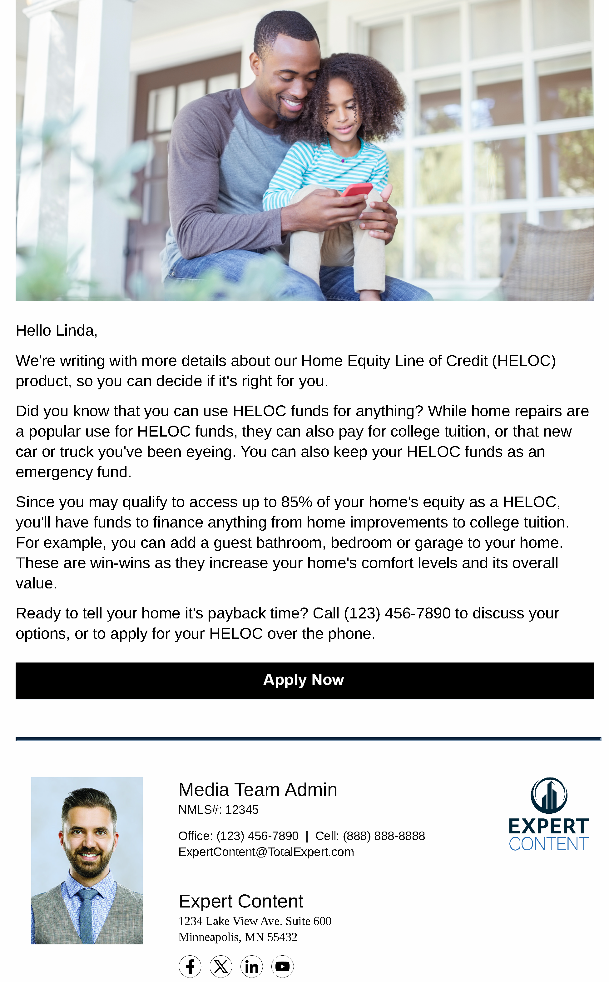 Hello Linda,
We're writing with more details about our Home Equity Line of Credit (HELOC)
product, so you can decide if it's right for you.
Did you know that you can use HELOC funds for anything? While home repairs are
a popular use for HELOC funds, they can also pay for college tuition, or that new
car or truck you've been eyeing. You can also keep your HELOC funds as an
emergency fund.
Since you may qualify to access up to 85% of your home's equity as a HELOC,
you'll have funds to finance anything from home improvements to college tuition.
For example, you can add a guest bathroom, bedroom or garage to your home.
These are win-wins as they increase your home's comfort levels and its overall
value.
Ready to tell your home it's payback time? Call (123) 456-7890 to discuss your
options, or to apply for your HELOC over the phone.
Apply Now
Media Team Admin
NMLS#: 12345
Office: (123) 456-7890 | Cell: (888) 888-8888
ExpertContent@TotalExpert.com
EXPERT
CONTENT
Expert Content
1234 Lake View Ave. Suite 600
Minneapolis, MN 55432